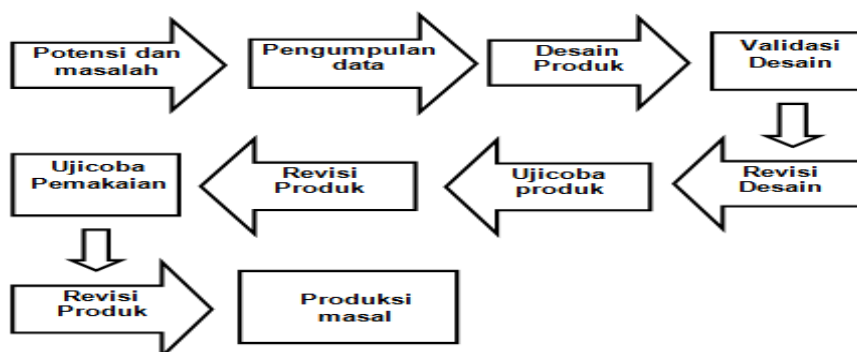 Potensi dan
masalah
Pengumpulan
data
Desain
Produk
Validasi
Desain
Revisi
Desain
Ujicoba
produk
Revisi
Produk
Ujicoba
Pemakaian
Revisi
Produk
Produksi
masal